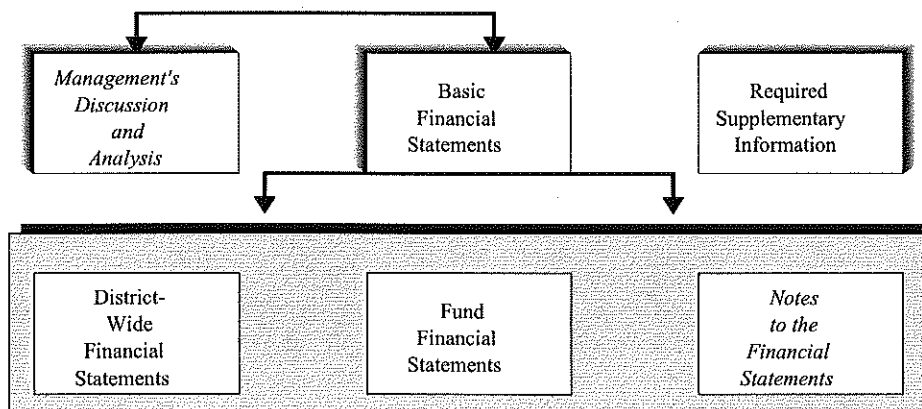 Management's
Discussion
and
Analysis
Basic
Financial
Statements
Required
Supplementary
Information
District-
Wide
Financial
Statements
Fund
Financial
Statements
Notes
to the
Financial
Statements